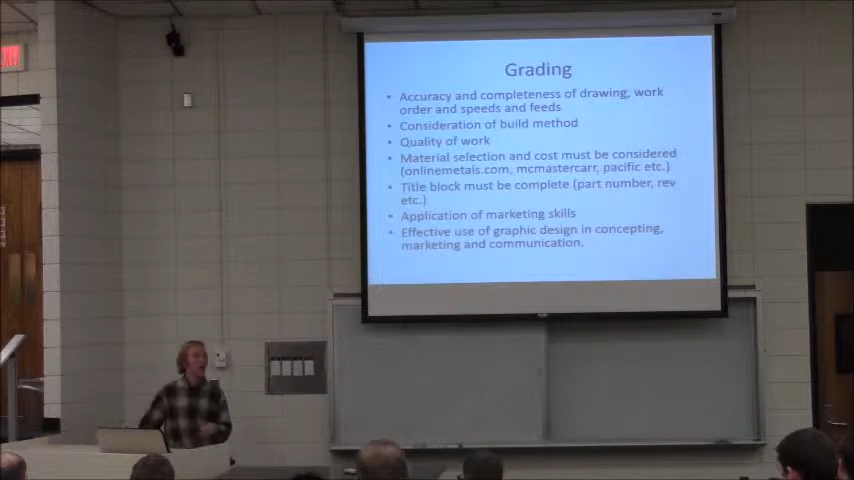 Grading
• Accuracy and completeness of drawing, work
order and speeds and feeds
• Consideration of build method
• Quality of work
• Material selection and cost must be considered
(onlinemetals.com, mcmastercarr, pacific etc.)
• Title block must be complete (part number, rev
etc.)
• Application of marketing skills
• Effective use of graphic design in concepting,
marketing and communication.